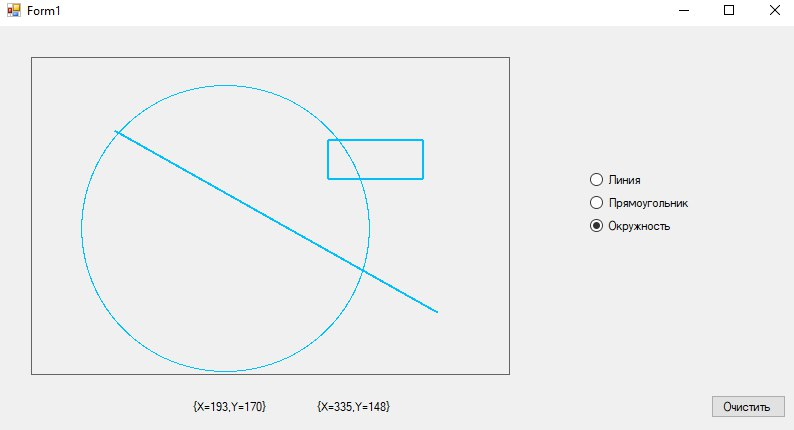 Form1
Линия
Прямоугольник
Окружность
{X=193,Y=170} {X=335,Y=148}
Очистить